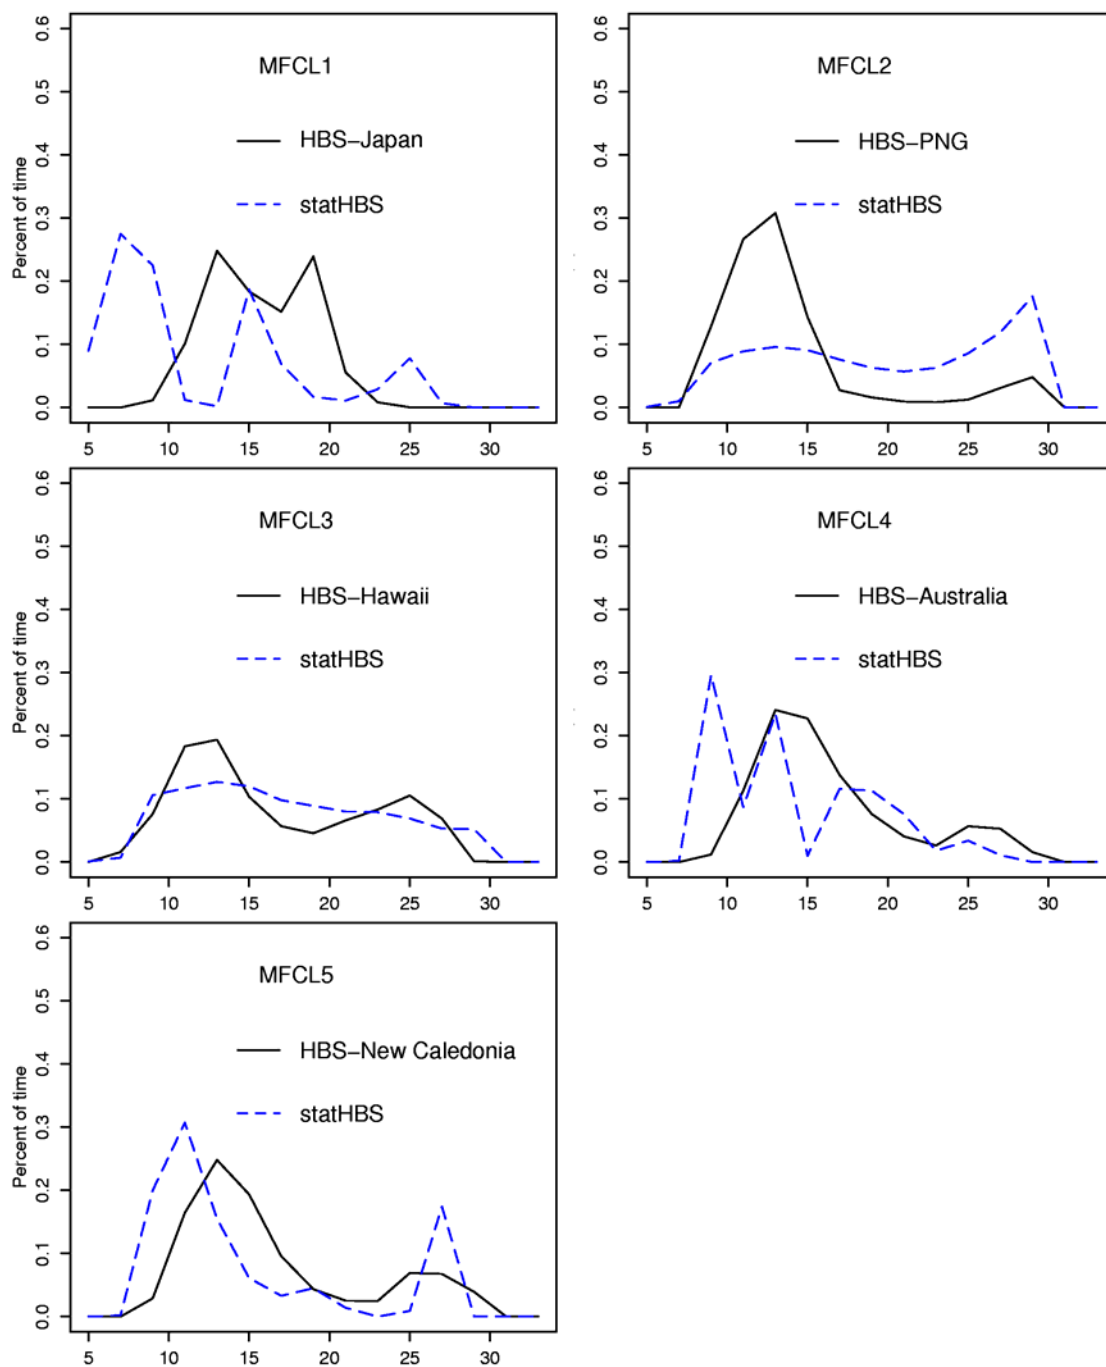 MFCL1
HBS–Japan
statHBS
Percent of time
0.0 0.1 0.2 0.3 0.4 0.5 0.6
5 10 15 20 25 30
MFCL2
HBS–PNG
statHBS
0.0 0.1 0.2 0.3 0.4 0.5 0.6
5 10 15 20 25 30
MFCL3
HBS–Hawaii
statHBS
Percent of time
0.0 0.1 0.2 0.3 0.4 0.5 0.6
5 10 15 20 25 30
MFCL4
HBS–Australia
statHBS
0.0 0.1 0.2 0.3 0.4 0.5 0.6
5 10 15 20 25 30
MFCL5
HBS–New Caledonia
statHBS
Percent of time
0.0 0.1 0.2 0.3 0.4 0.5 0.6
5 10 15 20 25 30